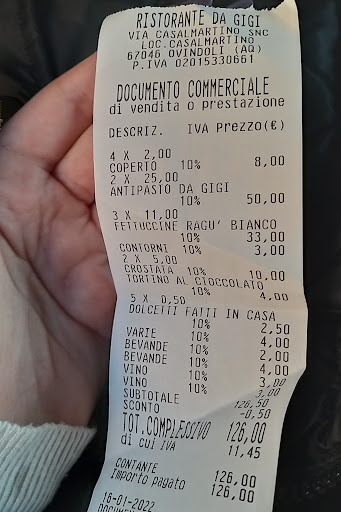 RISTORANTE DA GIGI
VIA CASALMARTINO SNC
LOC.CASALMARTINO
67046 OVINDOLI (AQ)
P.IVA 02015330661
DOCUMENTO COMMERCIALE
di vendita o prestazione
DESCRIZ. IVA Prezzo(€)
4 X 2,00
COPERTO 10% 8,00
2 X 25,00
ANTIPASTO DA GIGI
10% 50,00
3 X 11,00
FETTUCCINE RAGU' BIANCO
10% 33,00
CONTORNI 10% 3,00
2 X 5,00
CROSTATA 10% 10,00
TORTINO AL CIOCCOLATO
10% 4,00
5 X 0,50
DOLCETTI FATTI IN CASA
10% 2,50
VARIE 10% 4,00
BEVANDE 10% 2,00
BEVANDE 10% 4,00
VINO 10% 3,00
VINO 10% 3,00
SUBTOTALE 126,50
SCONTO -0,50
TOT.COMPLESSIVO 126,00
di cui IVA 11,45
CONTANTE 126,00
Importo pagato 126,00
16-01-2022